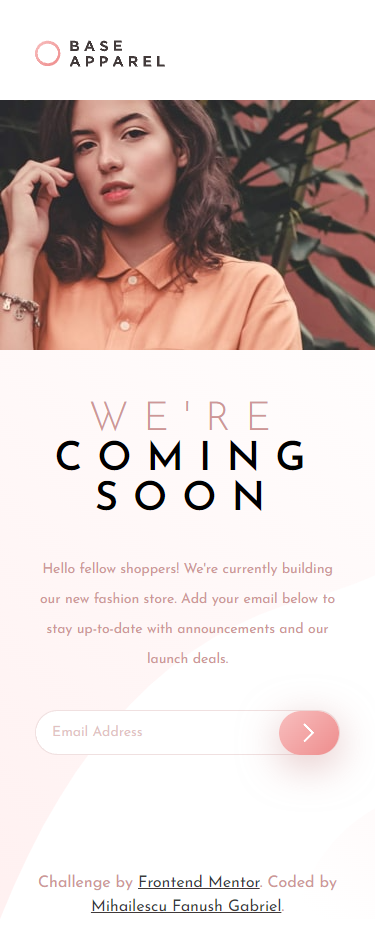 BASE
APPAREL
WE'RE
COMING
SOON
Hello fellow shoppers! We're currently building
our new fashion store. Add your email below to
stay up-to-date with announcements and our
launch deals.
Email Address
Challenge by Frontend Mentor. Coded by
Mihailescu Fanush Gabriel.